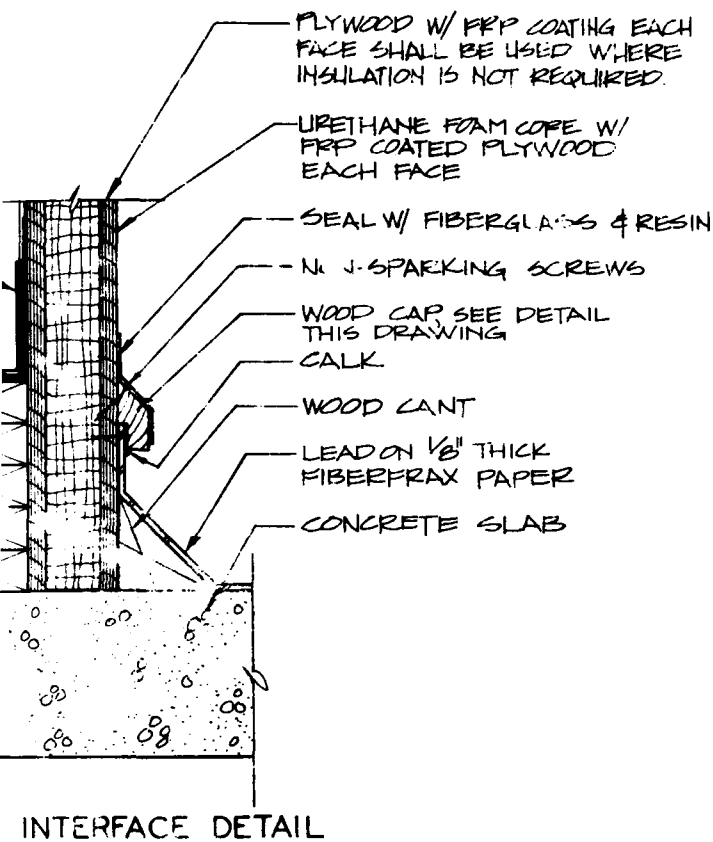 PLYWOOD W/ FRP COATING EACH
FACE SHALL BE USED WHERE
INSULATION IS NOT REQUIRED.
URETHANE FOAM CORE W/
FRP COATED PLYWOOD
EACH FACE
SEAL W/ FIBERGLASS & RESIN
SPARKING SCREWS
WOOD CAP, SEE DETAIL
THIS DRAWING
CALK
WOOD CANT
LEAD ON 1/8" THICK
FIBERFRAX PAPER
CONCRETE SLAB
INTERFACE DETAIL